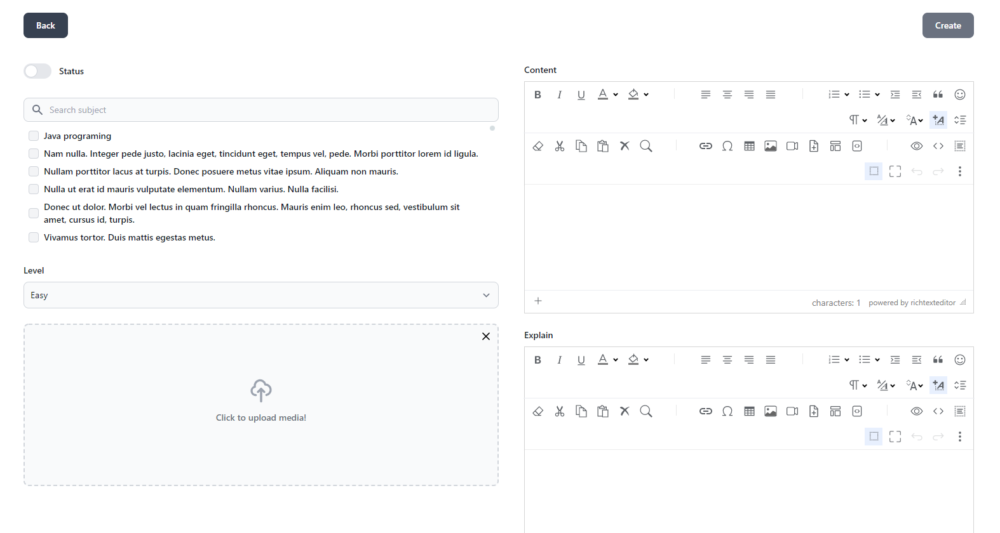 Back
Create
Status
Search subject
Java programing
Nam nulla. Integer pede justo, lacinia eget, tincidunt eget, tempus vel, pede. Morbi porttitor lorem id ligula.
Nullam porttitor lacus at turpis. Donec posuere metus vitae ipsum. Aliquam non mauris.
Nulla ut erat id mauris vulputate elementum. Nullam varius. Nulla facilisi.
Donec ut dolor. Morbi vel lectus in quam fringilla rhoncus. Mauris enim leo, rhoncus sed, vestibulum sit
amet, cursus id, turpis.
Vivamus tortor. Duis mattis egestas metus.
Level
Easy
Click to upload media!
Content
characters: 1 powered by richtexteditor
Explain